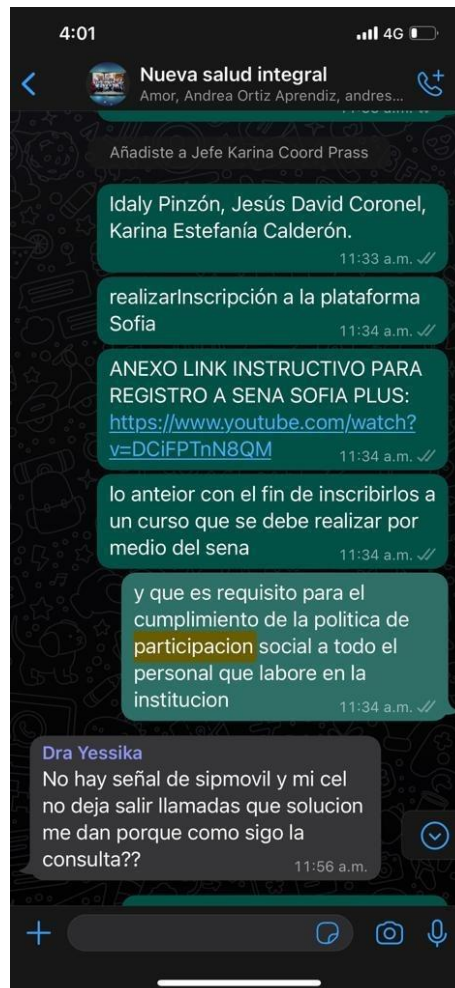 4:01
4G
Nueva salud integral
Amor, Andrea Ortiz Aprendiz, andres...
Añadiste a Jefe Karina Coord Prass
Idaly Pinzón, Jesús David Coronel,
Karina Estefanía Calderón.
11:33 a.m.
realizarInscripción a la plataforma
Sofia
11:34 a.m.
ANEXO LINK INSTRUCTIVO PARA
REGISTRO A SENA SOFIA PLUS:
https://www.youtube.com/watch?
v=DCiFPTnN8QM
11:34 a.m.
lo anteior con el fin de inscribirlos a
un curso que se debe realizar por
medio del sena
11:34 a.m.
y que es requisito para el
cumplimiento de la politica de
participacion social a todo el
personal que labore en la
institucion
11:34 a.m.
Dra Yessika
No hay señal de sipmovil y mi cel
no deja salir llamadas que solucion
me dan porque como sigo la
consulta??
11:56 a.m.